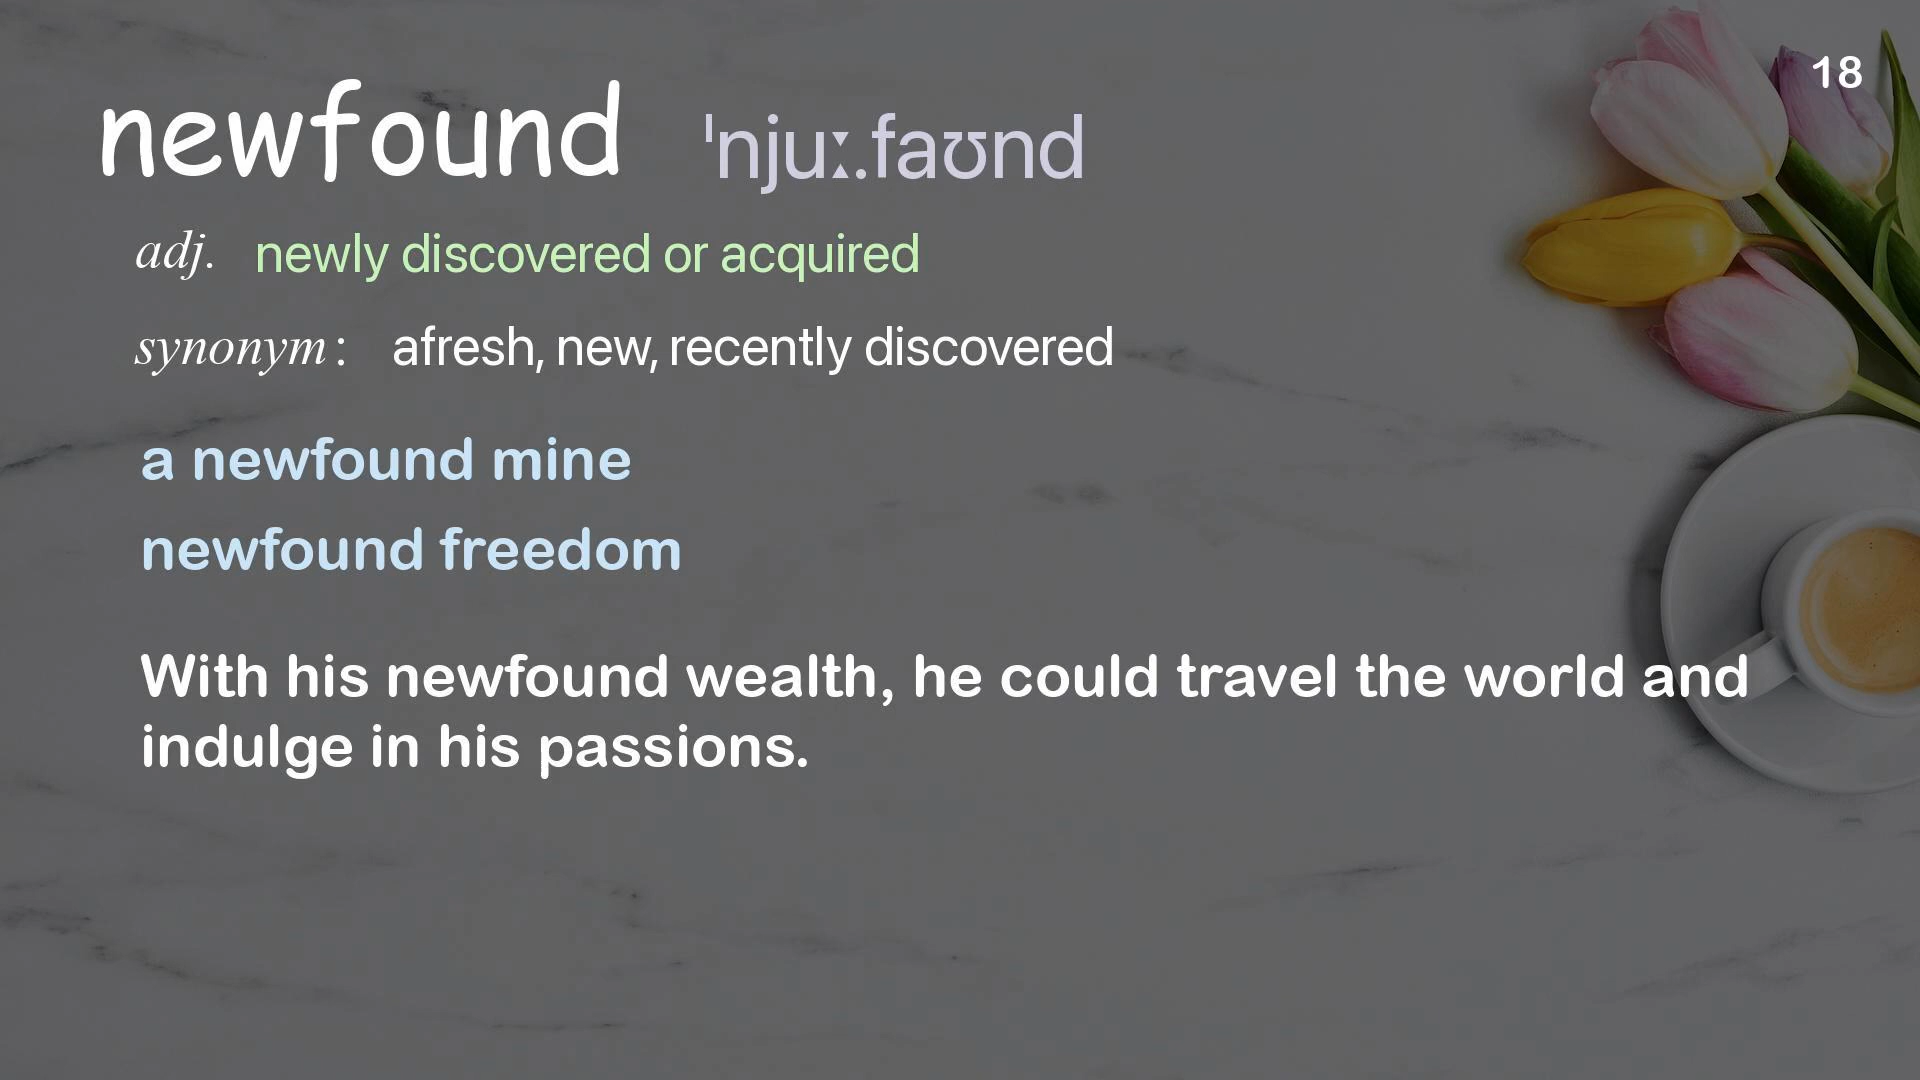 18
newfound ˈnjuː.faʊnd
adj. newly discovered or acquired
synonym: afresh, new, recently discovered
a newfound mine
newfound freedom
With his newfound wealth, he could travel the world and
indulge in his passions.